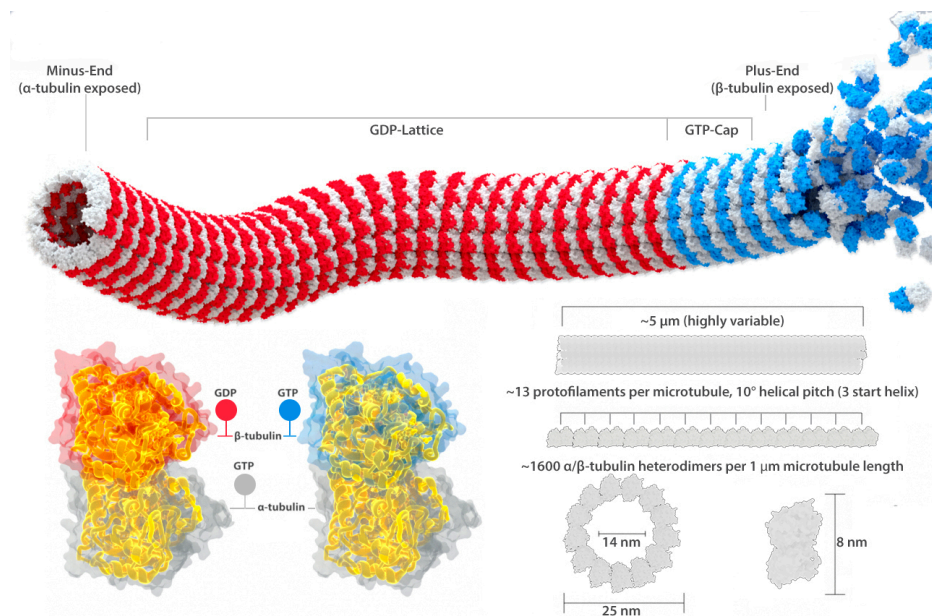 Minus-End
(α-tubulin exposed)
Plus-End
(β-tubulin exposed)
GDP-Lattice
GTP-Cap
~5 µm (highly variable)
~13 protofilaments per microtubule, 10° helical pitch (3 start helix)
GDP
GTP
β-tubulin
GTP
α-tubulin
~1600 α/β-tubulin heterodimers per 1 µm microtubule length
14 nm
8 nm
25 nm